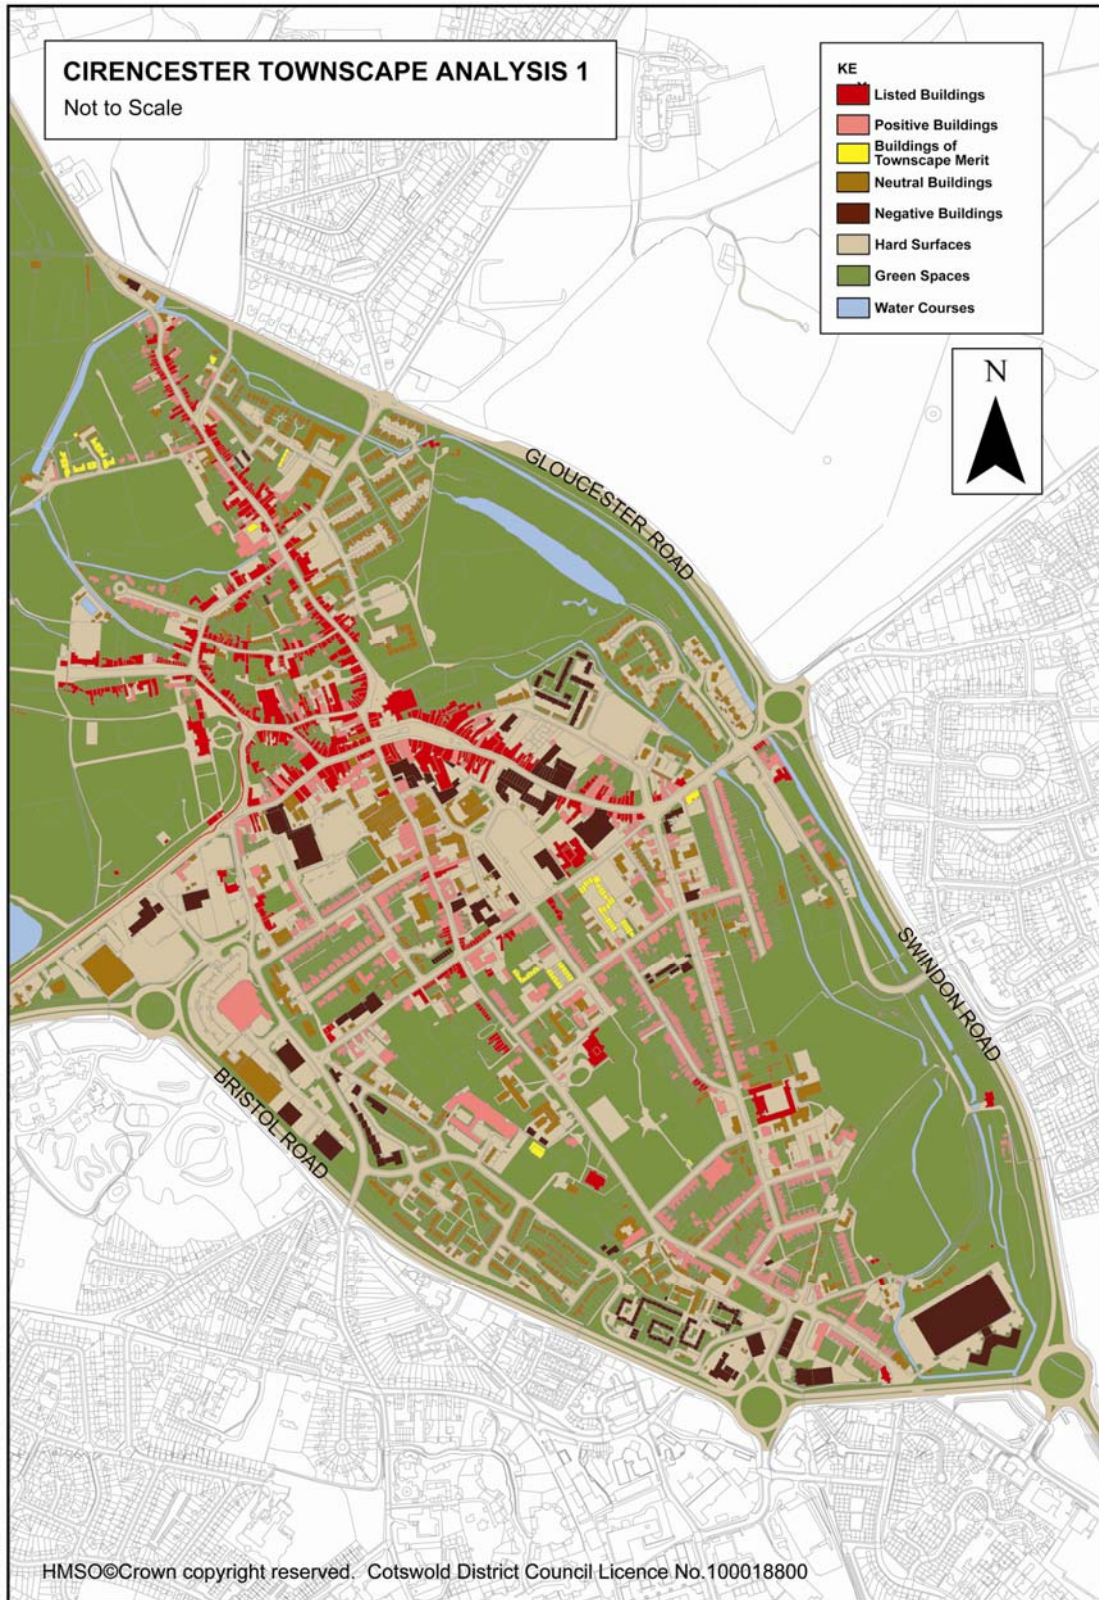 CIRENCESTER TOWNSCAPE ANALYSIS 1
Not to Scale
KE
Y
Listed Buildings
Positive Buildings
Buildings of
Townscape Merit
Neutral Buildings
Negative Buildings
Hard Surfaces
Green Spaces
Water Courses
N
GLOUCESTER ROAD
SWINDON ROAD
BRISTOL ROAD
HMSO©Crown copyright reserved. Cotswold District Council Licence No.100018800